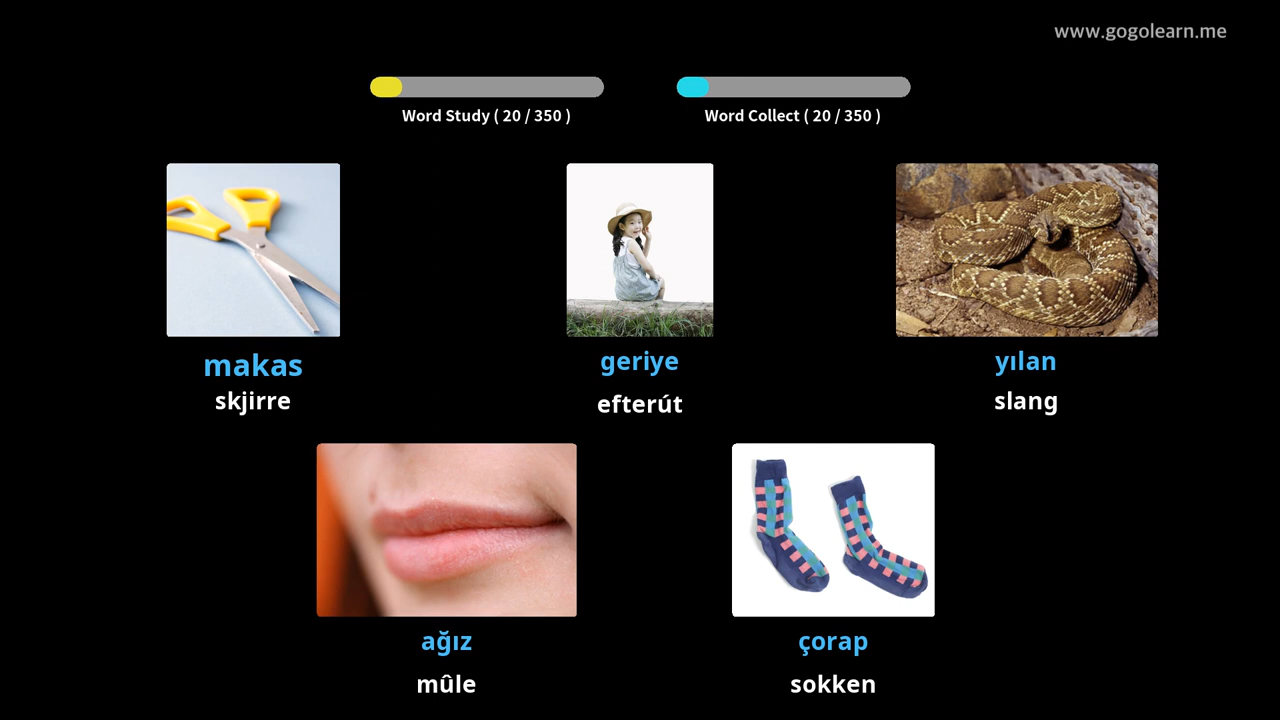 www.gogolearn.me
Word Study ( 20 / 350 )
Word Collect ( 20 / 350 )
makas
skjirre
geriye
efterút
yılan
slang
ağız
mûle
çorap
sokken